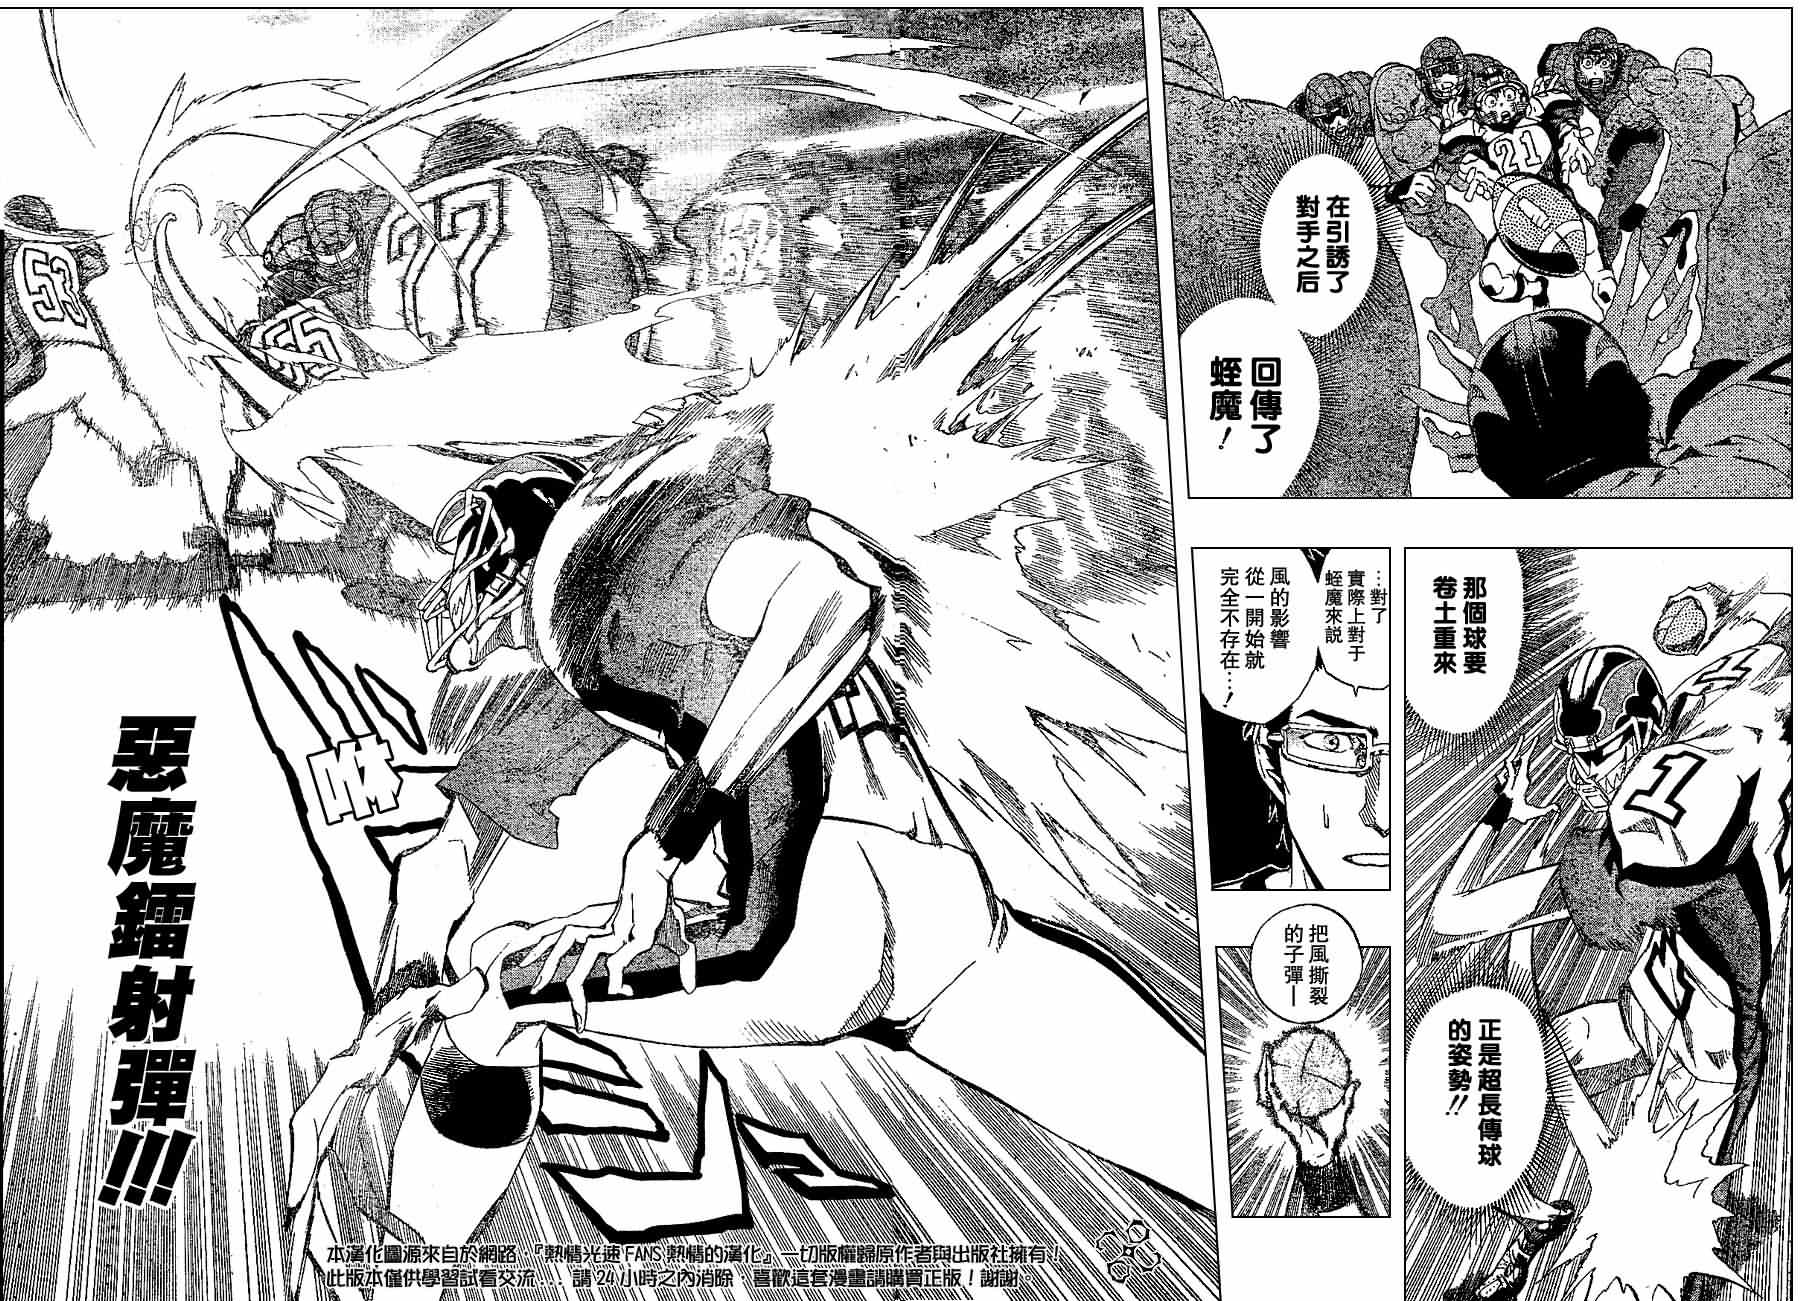 在引誘了
對手之后
回傳了
蛭魔！
21
那個球要
卷土重來
1
正是超長傳球
的姿勢!!
…對了
實際上對于
蛭魔來説
風的影響
從一開始就
完全不存在…！
把風撕裂
的子彈—
53
55
77
52
咻
惡魔鐳射彈!!!
本漢化圖源來自於網路，『熱情光速FANS 熱情的漢化』一切版權歸原作者與出版社擁有！
此版本僅供學習試看交流… 請24小時之內消除，喜歡這套漫畫請購買正版！謝謝。